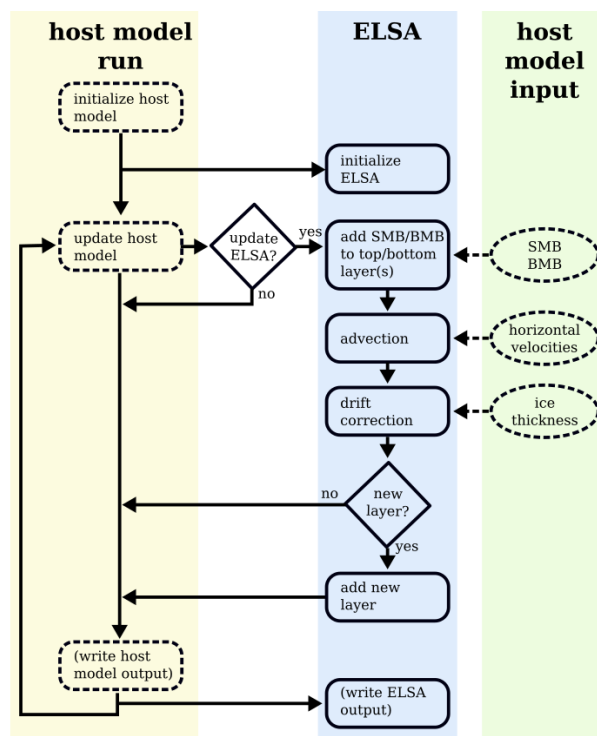 host model
run
ELSA
host
model
input
initialize host
model
initialize
ELSA
update host
model
update
ELSA?
yes
no
add SMB/BMB
to top/bottom
layer(s)
SMB
BMB
advection
horizontal
velocities
drift
correction
ice
thickness
no
new
layer?
yes
add new
layer
(write host
model output)
(write ELSA
output)